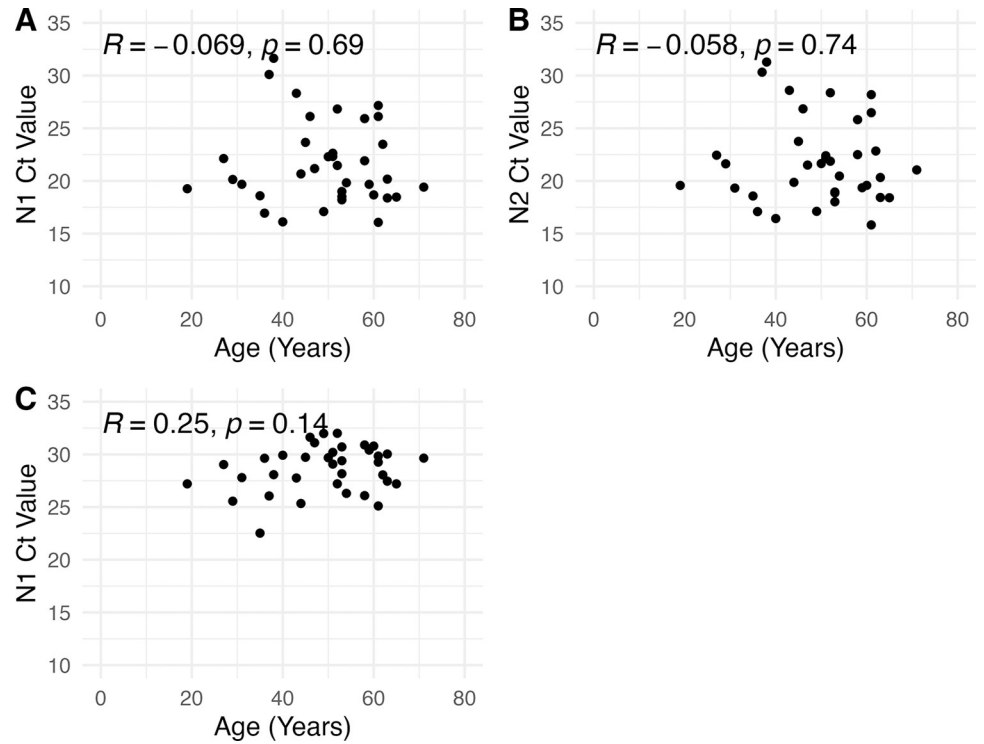 A
R = −0.069, p = 0.69
N1 Ct Value
35
30
25
20
15
10
0 20 40 60 80
Age (Years)
B
R = −0.058, p = 0.74
N2 Ct Value
35
30
25
20
15
10
0 20 40 60 80
Age (Years)
C
R = 0.25, p = 0.14
N1 Ct Value
35
30
25
20
15
10
0 20 40 60 80
Age (Years)